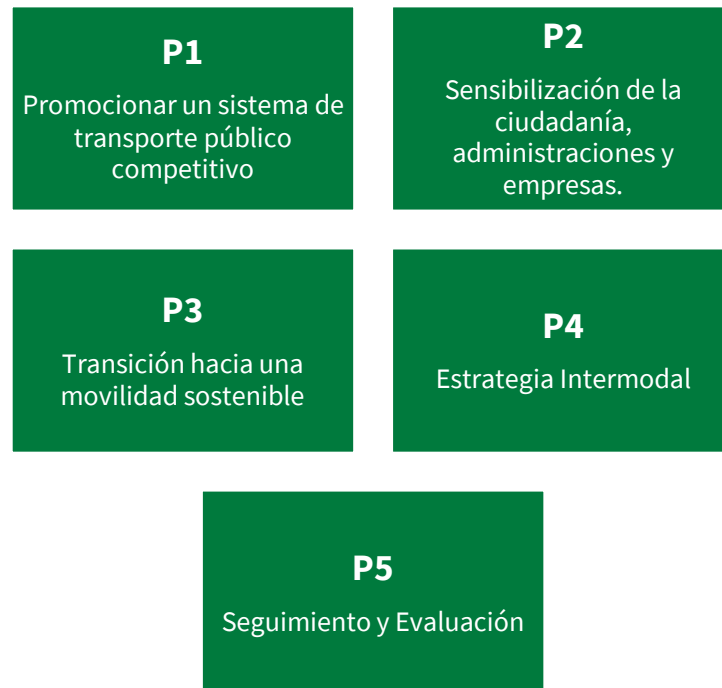 P1
Promocionar un sistema de
transporte público
competitivo
P2
Sensibilización de la
ciudadanía,
administraciones y
empresas.
P3
Transición hacia una
movilidad sostenible
P4
Estrategia Intermodal
P5
Seguimiento y Evaluación